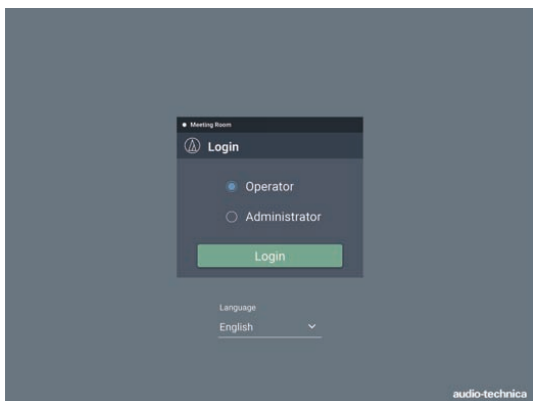 Meeting Room
Login
Operator
Administrator
Login
Language
English
audio-technica